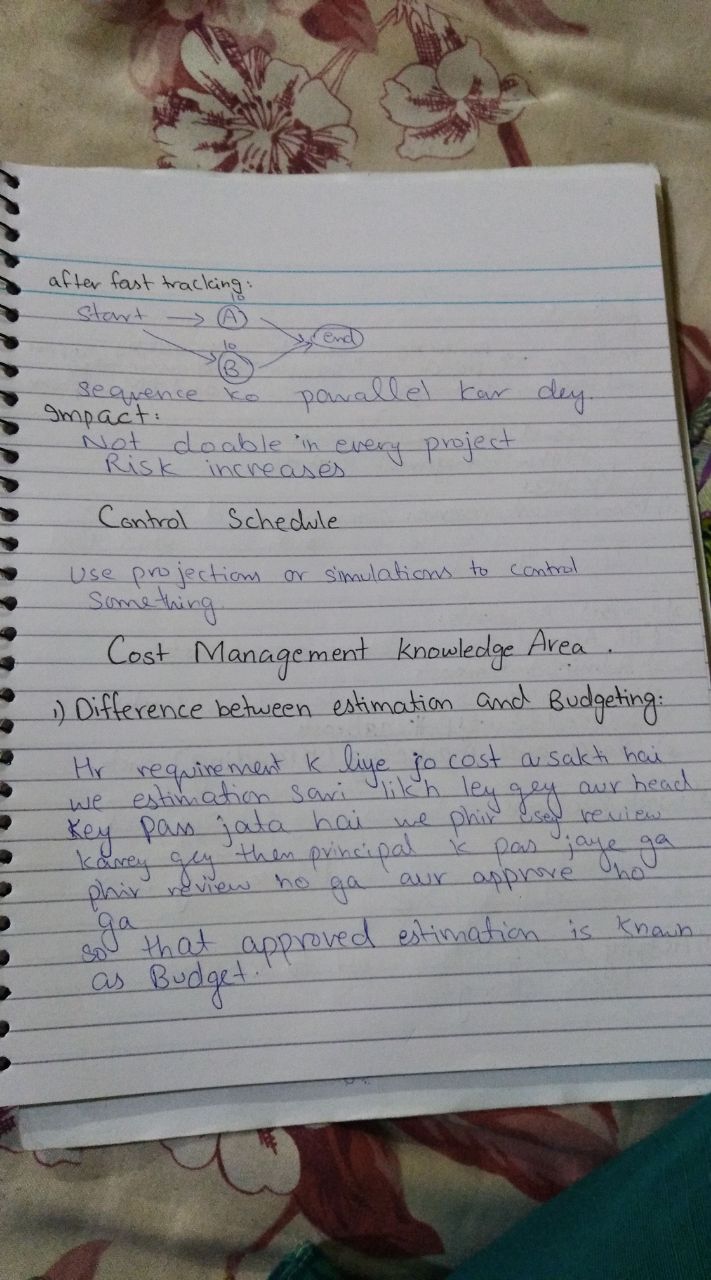 after fast tracking:
10
Start → A
end
10
B
sequence ko parallel kar dey.
Impact:
Not doable in every project
Risk increases
Control Schedule
Use projections or simulations to control
something.
Cost Management Knowledge Area.
1) Difference between estimation and Budgeting:
Hr requirement k liye jo cost a sakti hai
we estimation sari likh ley gey aur head
key pass jata hai we phir usey review
karey gey then principal k pas jaye ga
phir review ho ga aur approve ho
ga
so that approved estimation is known
as Budget.